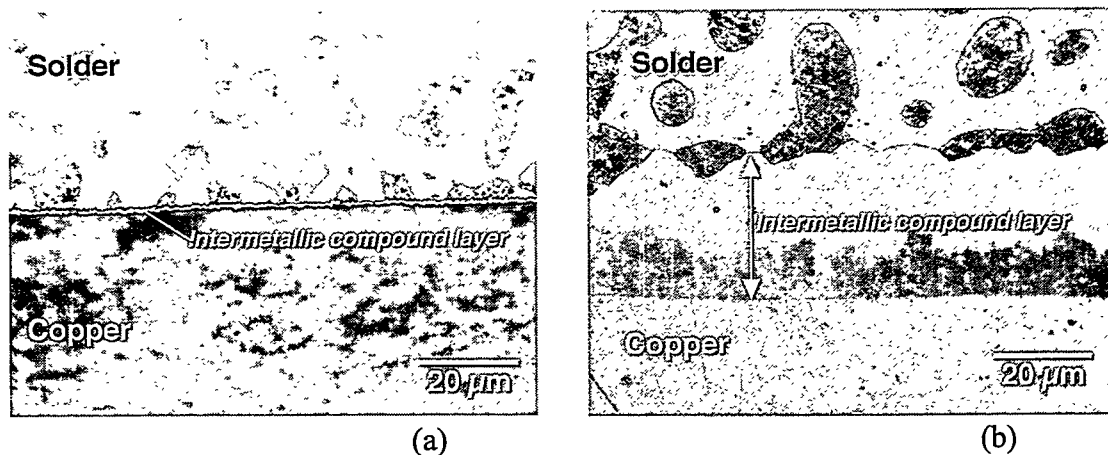 Solder
Intermetallic compound layer
Copper
20 µm
(a)
Solder
Intermetallic compound layer
Copper
20 µm
(b)